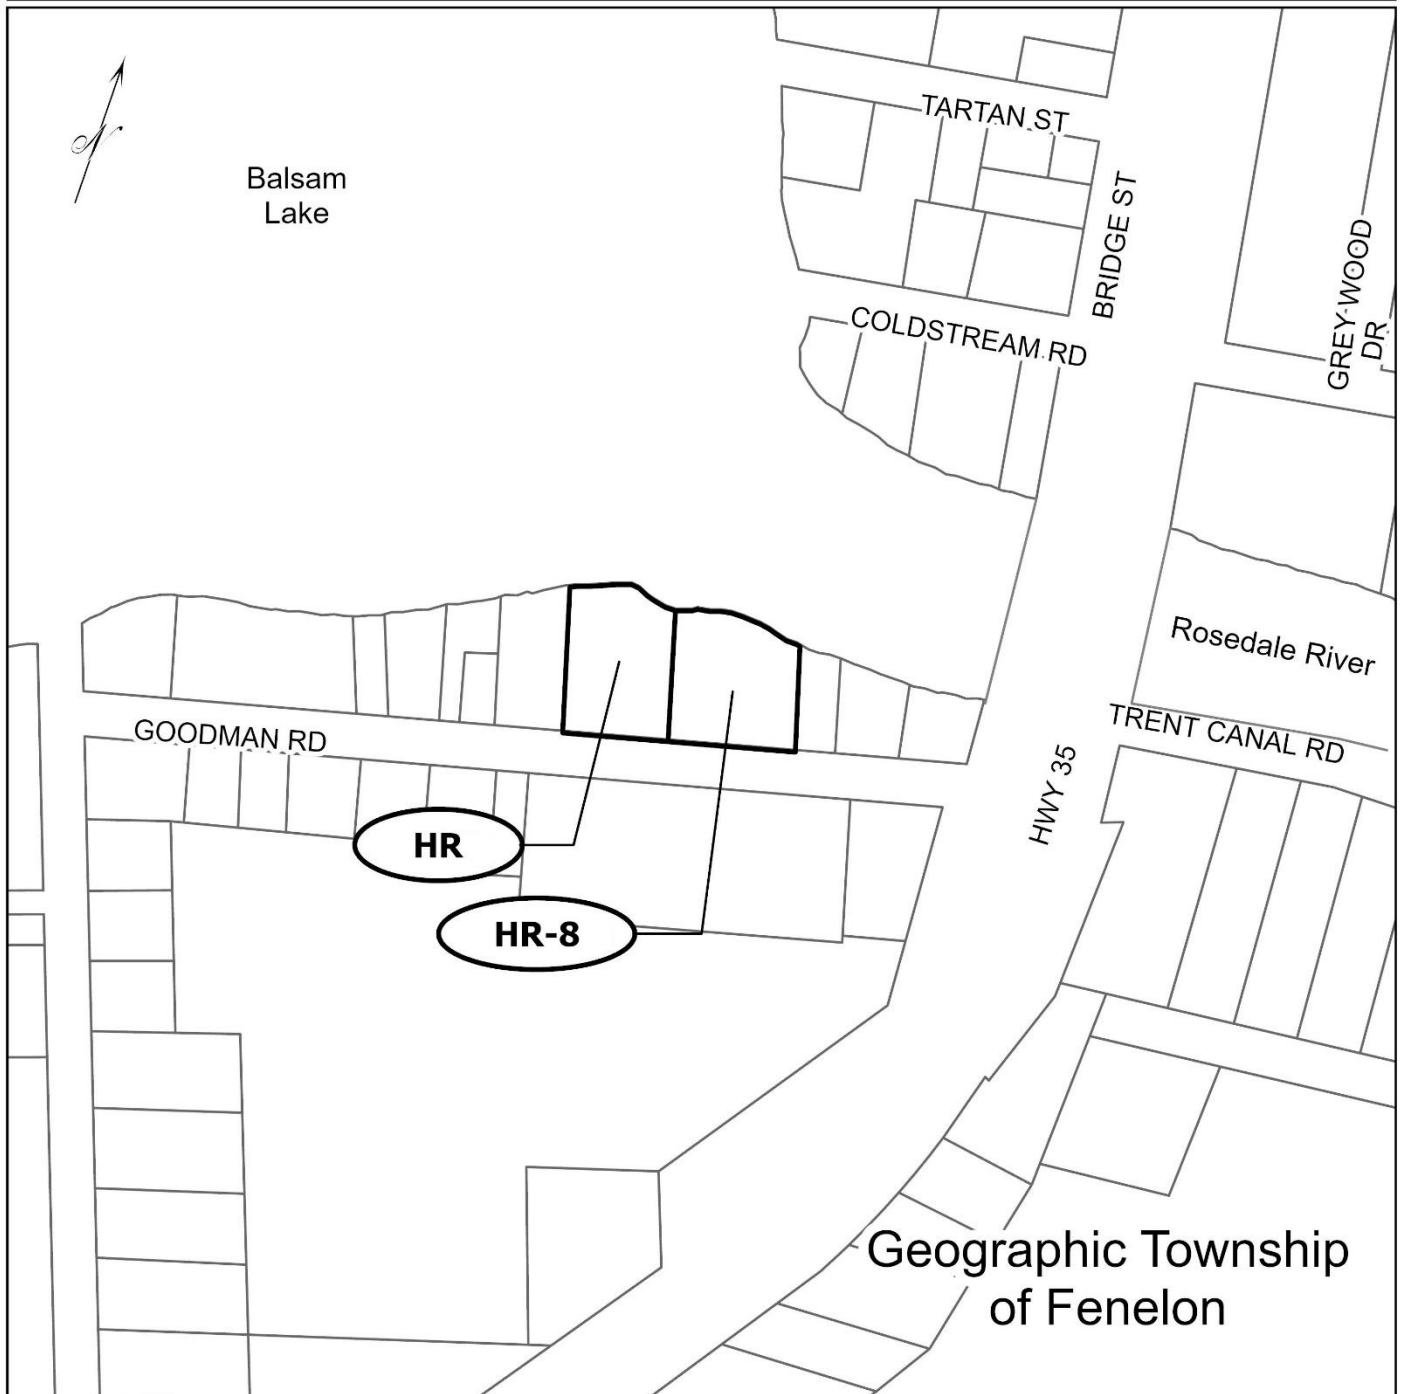 TARTAN ST
Balsam
Lake
BRIDGE ST
GREY-WOOD
DR
COLDSTREAM RD
Rosedale River
TRENT CANAL RD
GOODMAN RD
HWY 35
HR
HR-8
Geographic Township
of Fenelon